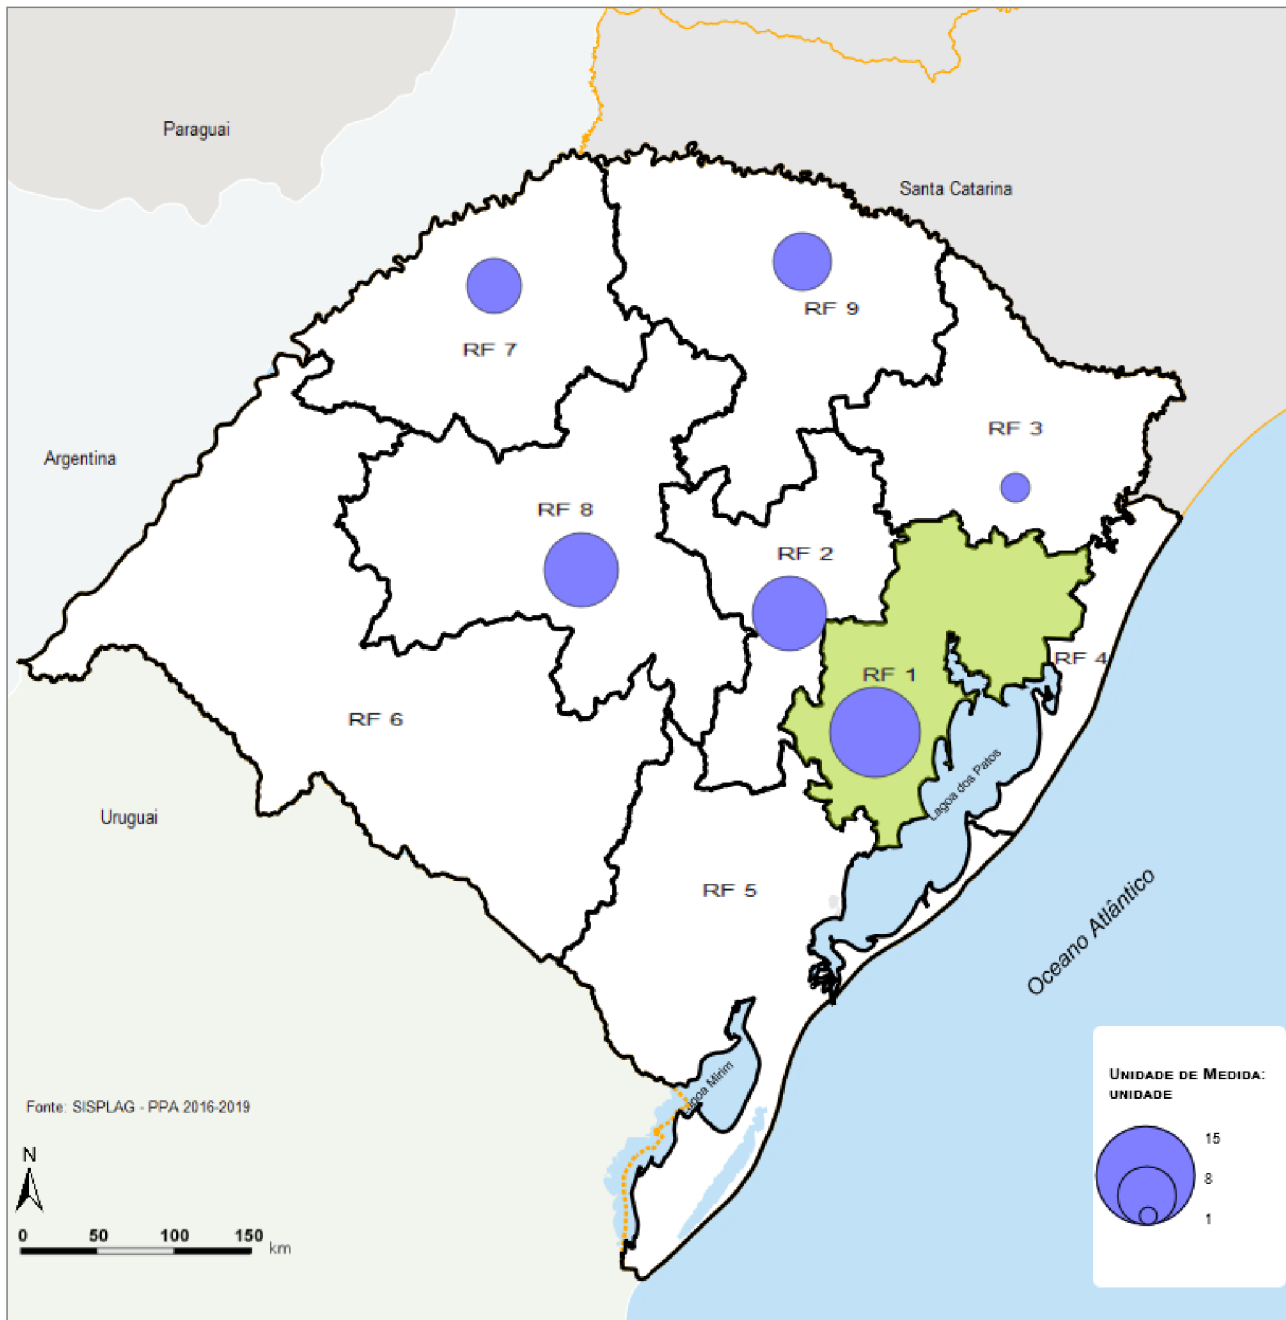 Paraguai
Santa Catarina
RF 9
RF 7
RF 3
Argentina
RF 8
RF 2
RF 4
RF 1
RF 6
Lagoa dos Patos
Uruguai
RF 5
Oceano Atlântico
Lagoa Mirim
UNIDADE DE MEDIDA:
UNIDADE
15
8
1
Fonte: SISPLAG - PPA 2016-2019
N
0 50 100 150 km